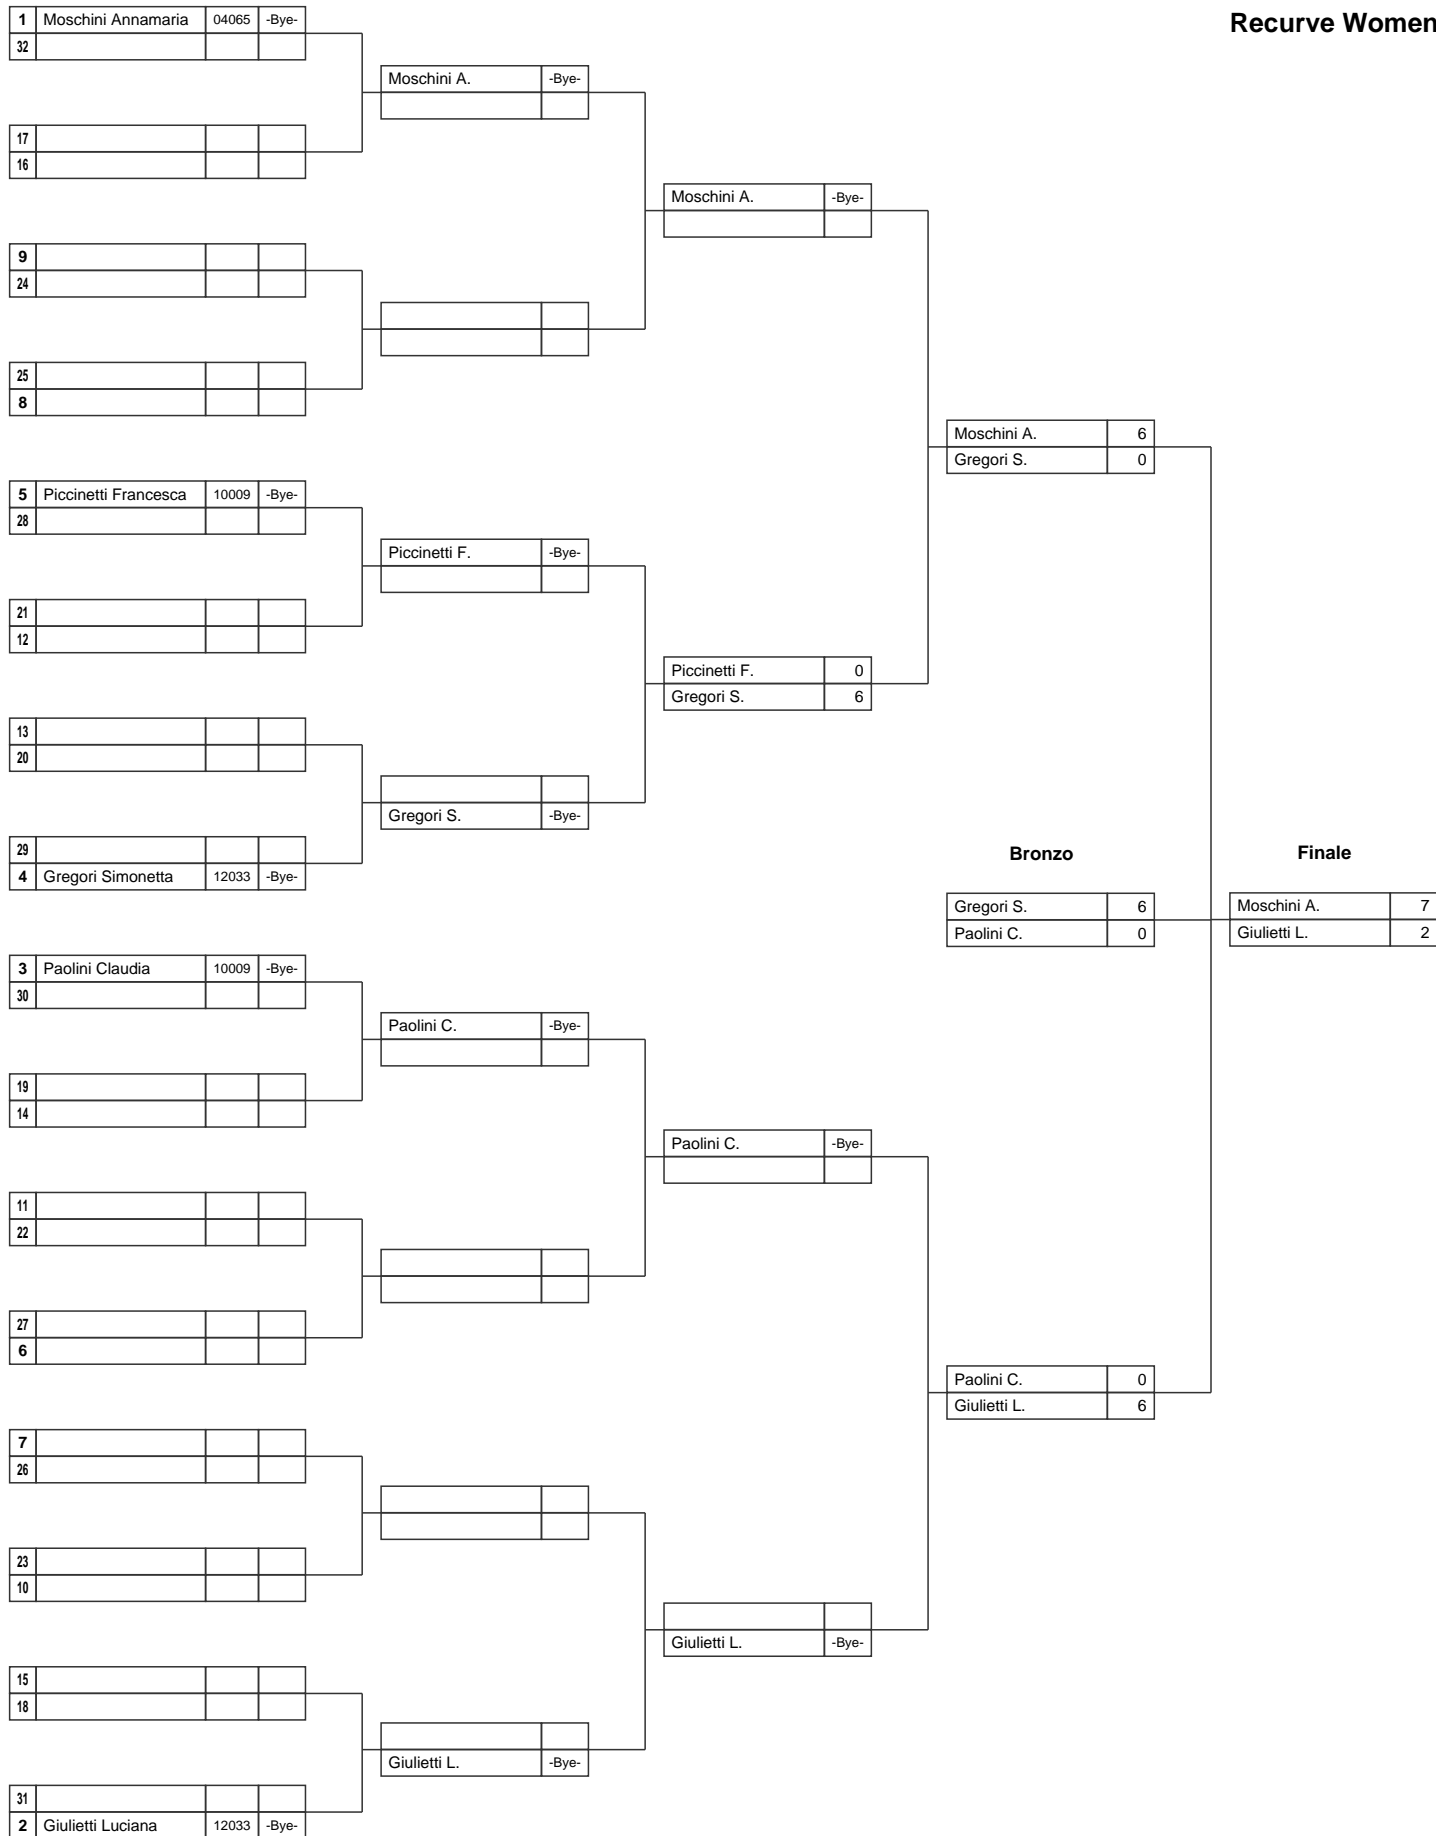 Recurve Women
1 Moschini Annamaria 04065 -Bye-
32
17
16
9
24
25
8
5 Piccinetti Francesca 10009 -Bye-
28
21
12
13
20
29
4 Gregori Simonetta 12033 -Bye-
3 Paolini Claudia 10009 -Bye-
30
19
14
11
22
27
6
7
26
23
10
15
18
31
2 Giulietti Luciana 12033 -Bye-
Moschini A. -Bye-
Piccinetti F. -Bye-
Gregori S. -Bye-
Paolini C. -Bye-
Giulietti L. -Bye-
Moschini A. -Bye-
Piccinetti F. 0
Gregori S. 6
Paolini C. -Bye-
Giulietti L. -Bye-
Moschini A. 6
Gregori S. 0
Paolini C. 0
Giulietti L. 6
Bronzo
Gregori S. 6
Paolini C. 0
Finale
Moschini A. 7
Giulietti L. 2